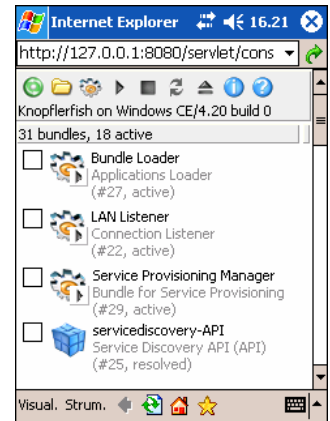 Internet Explorer 16.21
http://127.0.0.1:8080/servlet/cons
Knopflerfish on Windows CE/4.20 build 0
31 bundles, 18 active
Bundle Loader
Applications Loader
(#27, active)
LAN Listener
Connection Listener
(#22, active)
Service Provisioning Manager
Bundle for Service Provisioning
(#29, active)
servicediscovery-API
Service Discovery API (API)
(#25, resolved)
Visual. Strum.